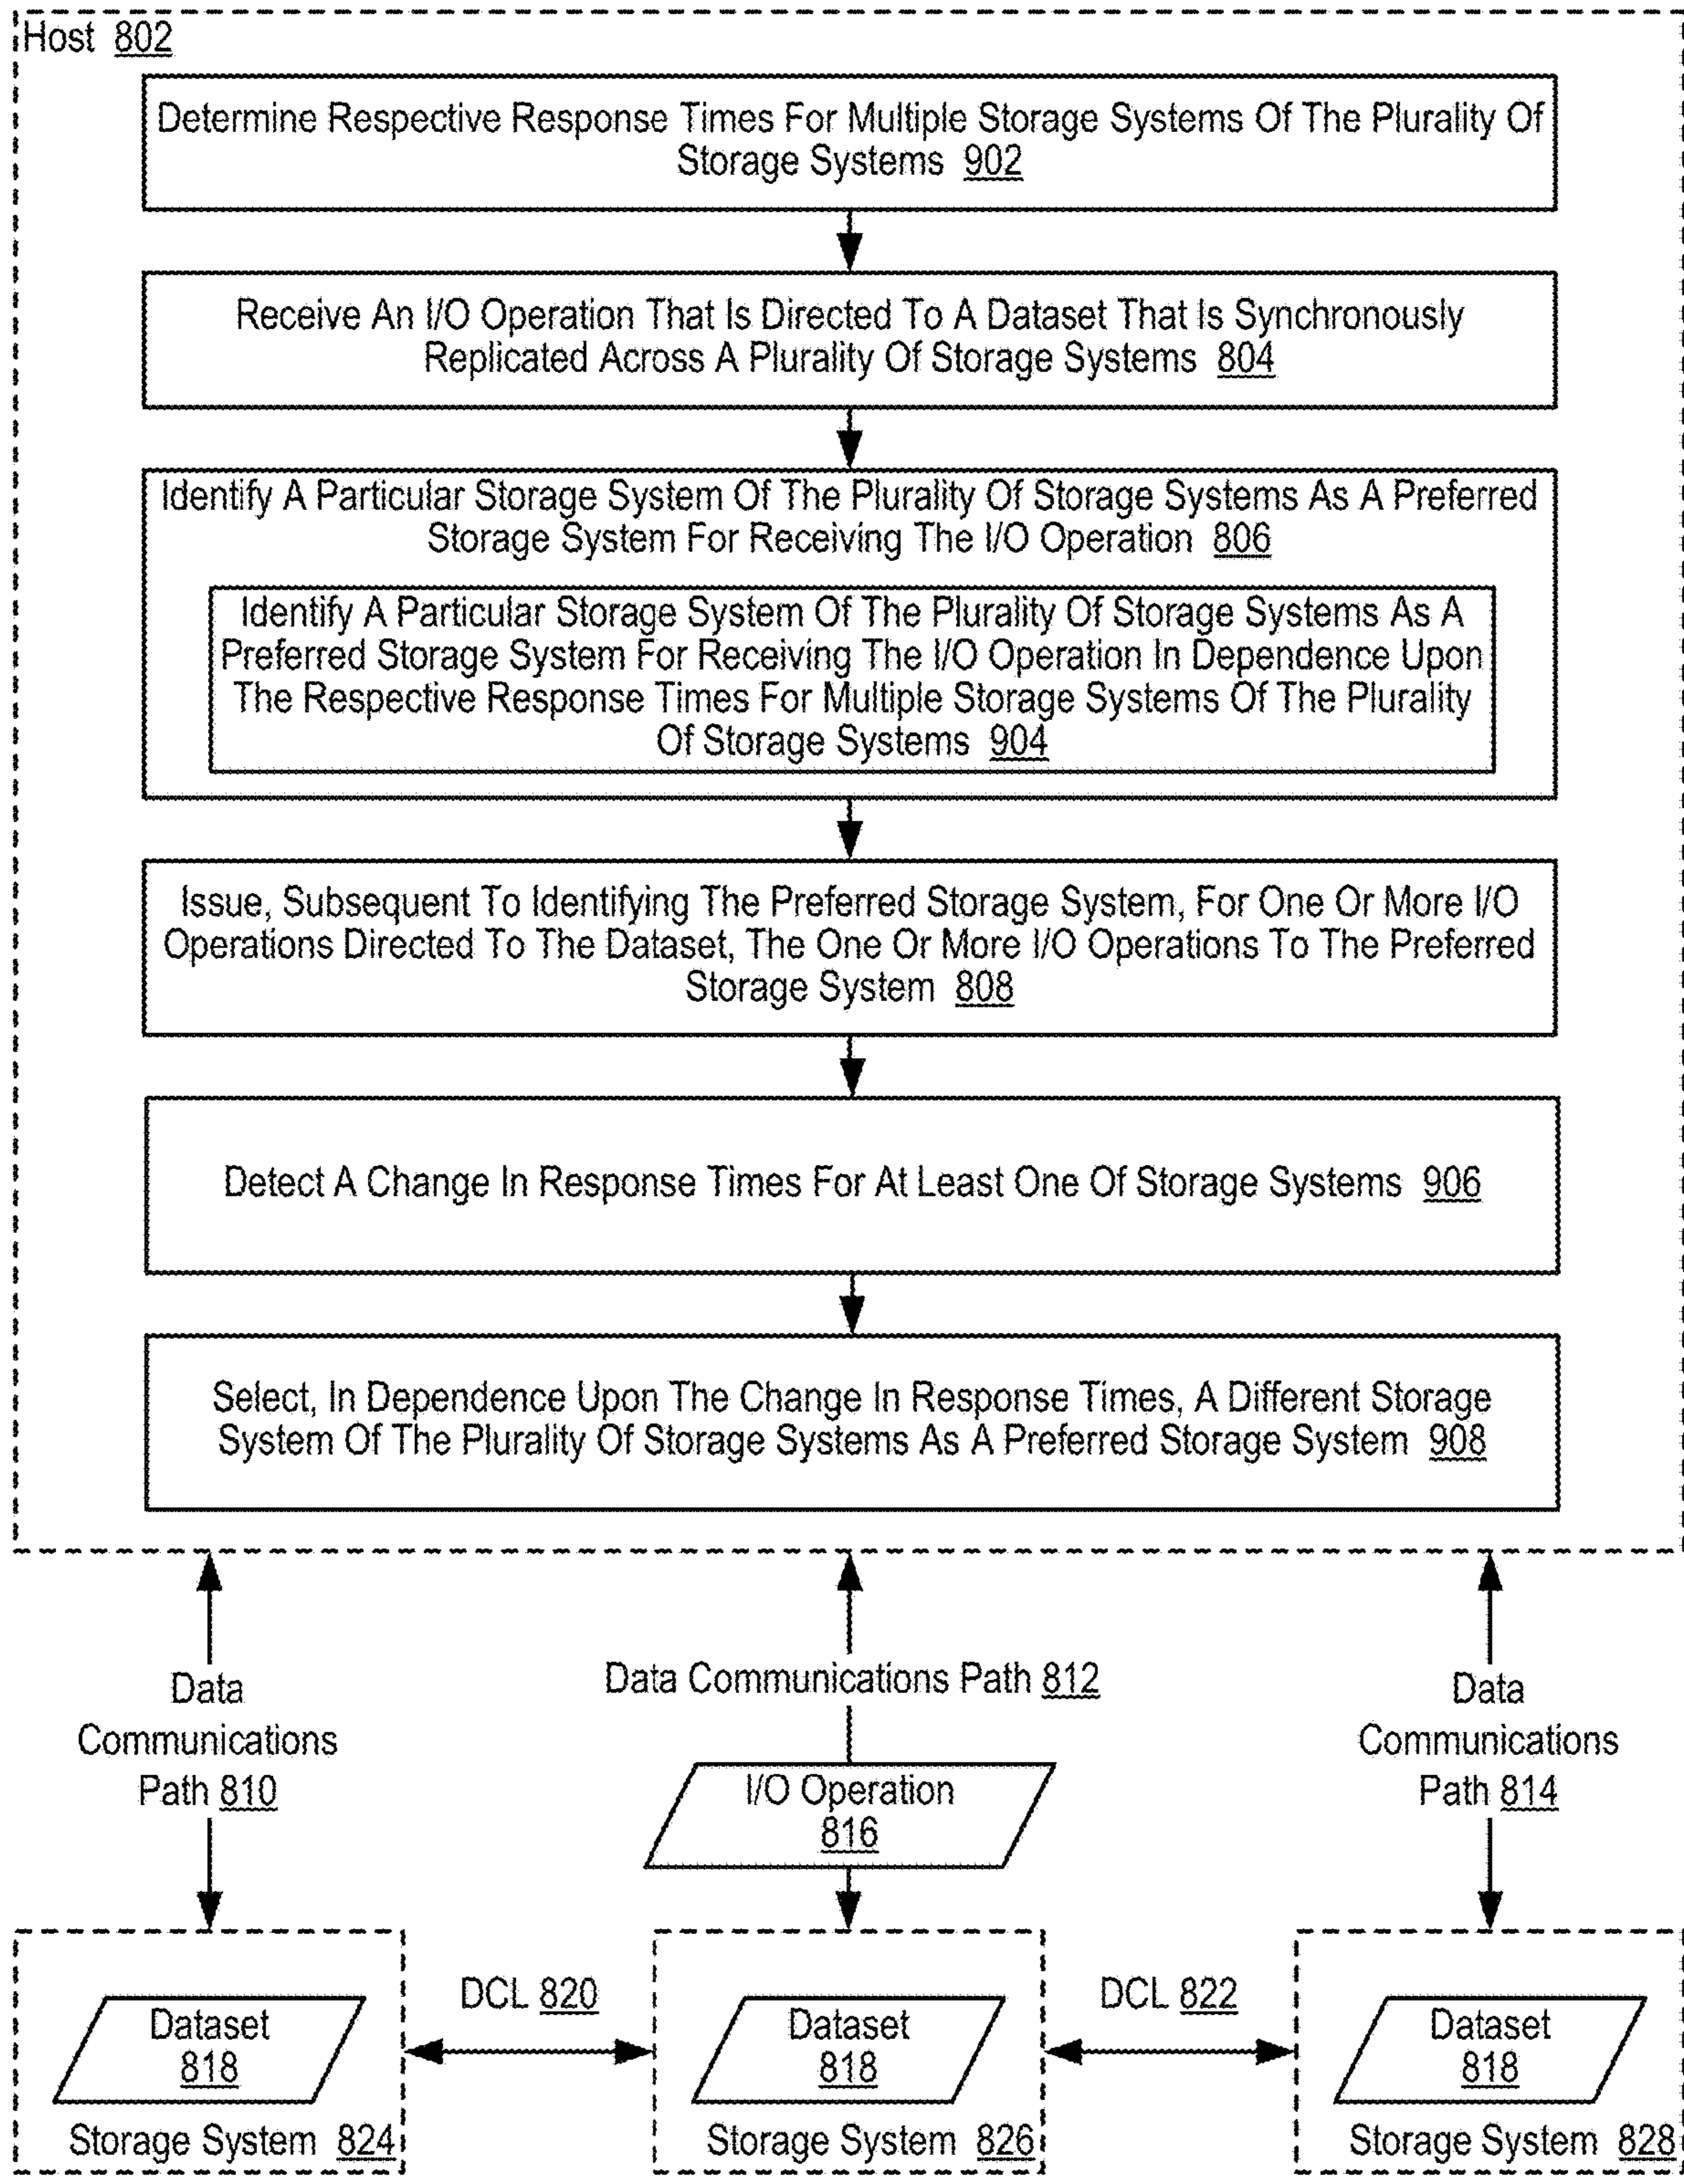 Host 802
Determine Respective Response Times For Multiple Storage Systems Of The Plurality Of
Storage Systems 902
Receive An I/O Operation That Is Directed To A Dataset That Is Synchronously
Replicated Across A Plurality Of Storage Systems 804
Identify A Particular Storage System Of The Plurality Of Storage Systems As A Preferred
Storage System For Receiving The I/O Operation 806
Identify A Particular Storage System Of The Plurality Of Storage Systems As A
Preferred Storage System For Receiving The I/O Operation In Dependence Upon
The Respective Response Times For Multiple Storage Systems Of The Plurality
Of Storage Systems 904
Issue, Subsequent To Identifying The Preferred Storage System, For One Or More I/O
Operations Directed To The Dataset, The One Or More I/O Operations To The Preferred
Storage System 808
Detect A Change In Response Times For At Least One Of Storage Systems 906
Select, In Dependence Upon The Change In Response Times, A Different Storage
System Of The Plurality Of Storage Systems As A Preferred Storage System 908
Data
Communications
Path 810
Data Communications Path 812
Data
Communications
Path 814
I/O Operation
816
DCL 820
DCL 822
Dataset
818
Storage System 824
Dataset
818
Storage System 826
Dataset
818
Storage System 828